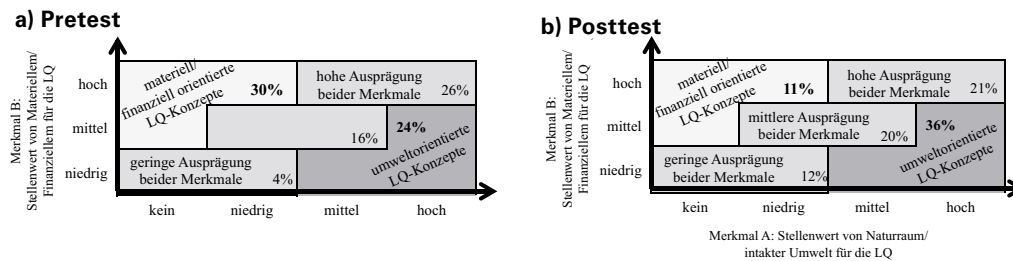 a) Pretest
Merkmal B:
Stellenwert von Materiellem/
Finanziellem für die LQ
hoch
mittel
niedrig
materiell/
finanziell orientierte
LQ-Konzepte
30%
hohe Ausprägung
beider Merkmale
26%
16%
24%
umweltorientierte
LQ-Konzepte
geringe Ausprägung
beider Merkmale
4%
kein
niedrig
mittel
hoch
b) Posttest
Merkmal B:
Stellenwert von Materiellem/
Finanziellem für die LQ
hoch
mittel
niedrig
materiell/
finanziell orientierte
LQ-Konzepte
11%
hohe Ausprägung
beider Merkmale
21%
mittlere Ausprägung
beider Merkmale
20%
36%
umweltorientierte
LQ-Konzepte
geringe Ausprägung
beider Merkmale
12%
kein
niedrig
mittel
hoch
Merkmal A: Stellenwert von Naturraum/
intakter Umwelt für die LQ